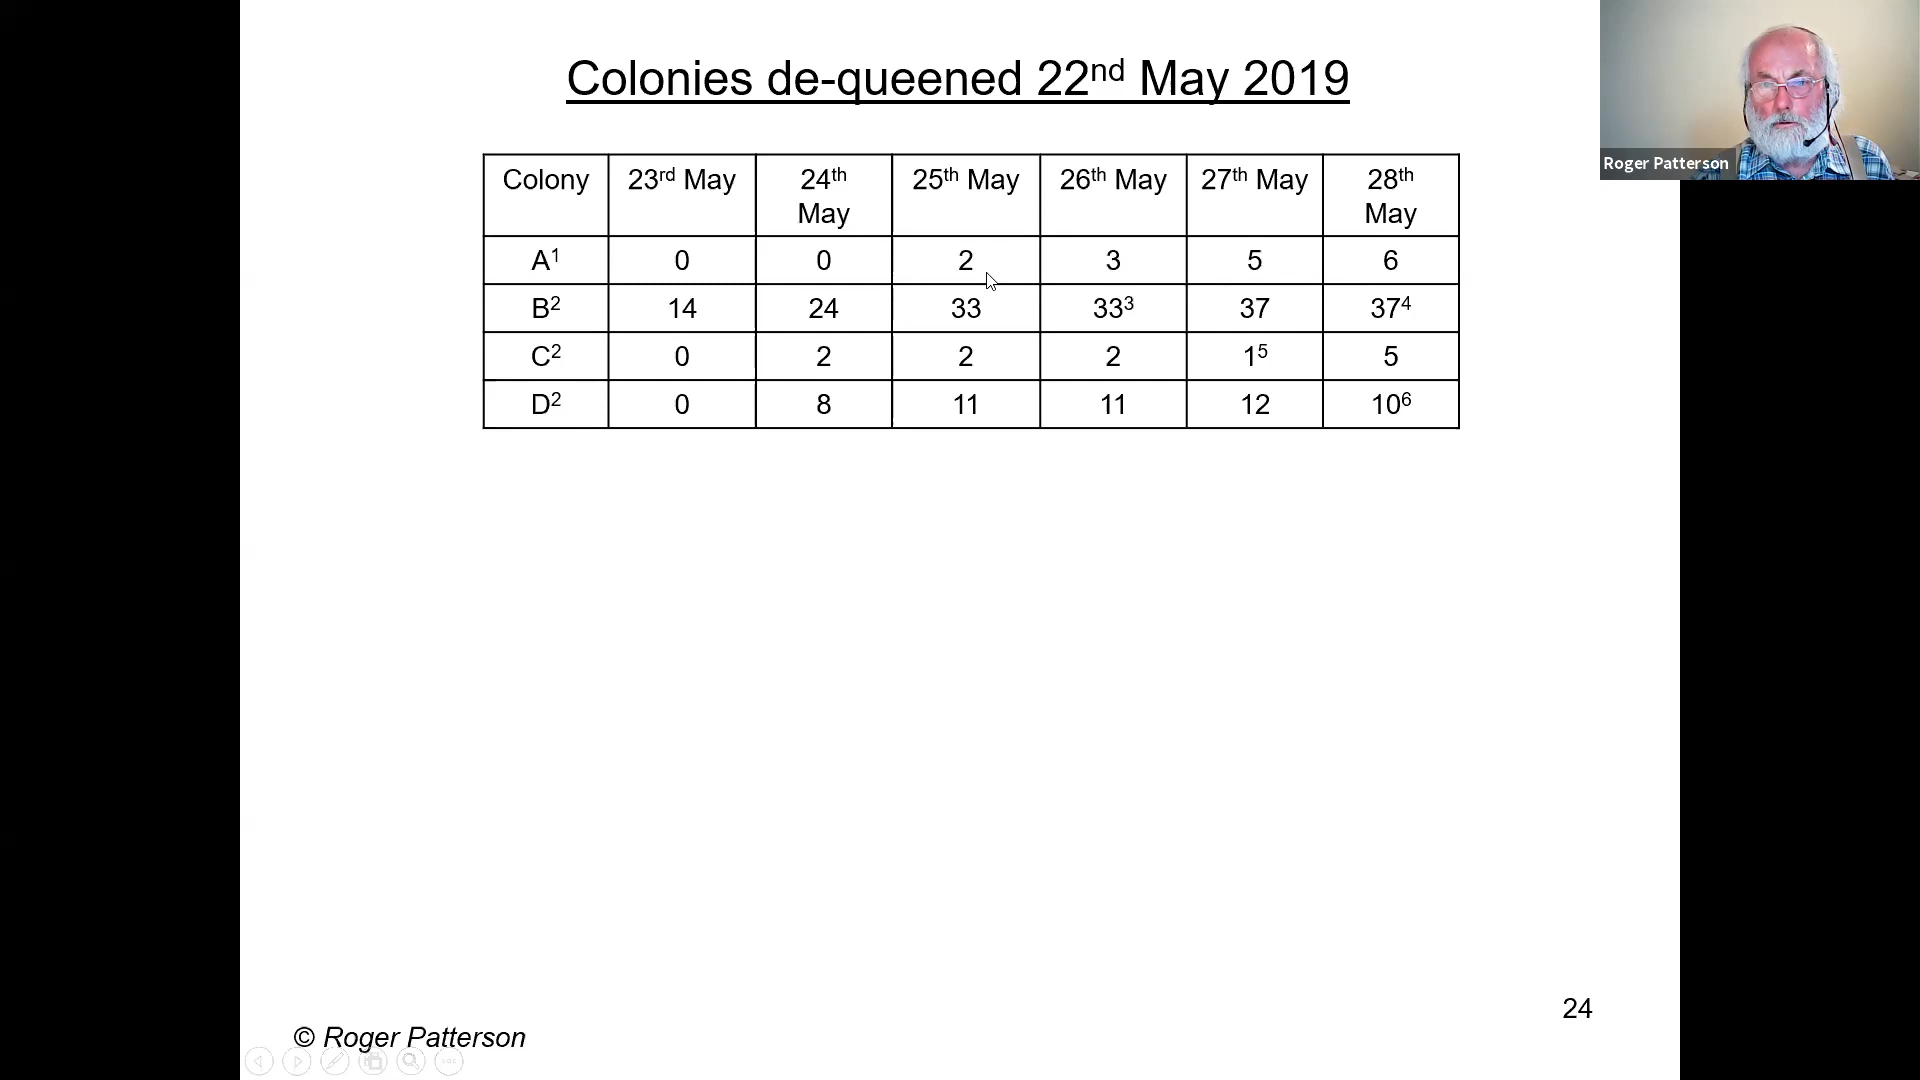 Colonies de-queened 22nd May 2019
Roger Patterson
Colony 23rd May 24th May 25th May 26th May 27th May 28th May
A1 0 0 2 3 5 6
B2 14 24 33 333 37 374
C2 0 2 2 2 15 5
D2 0 8 11 11 12 106
24
© Roger Patterson